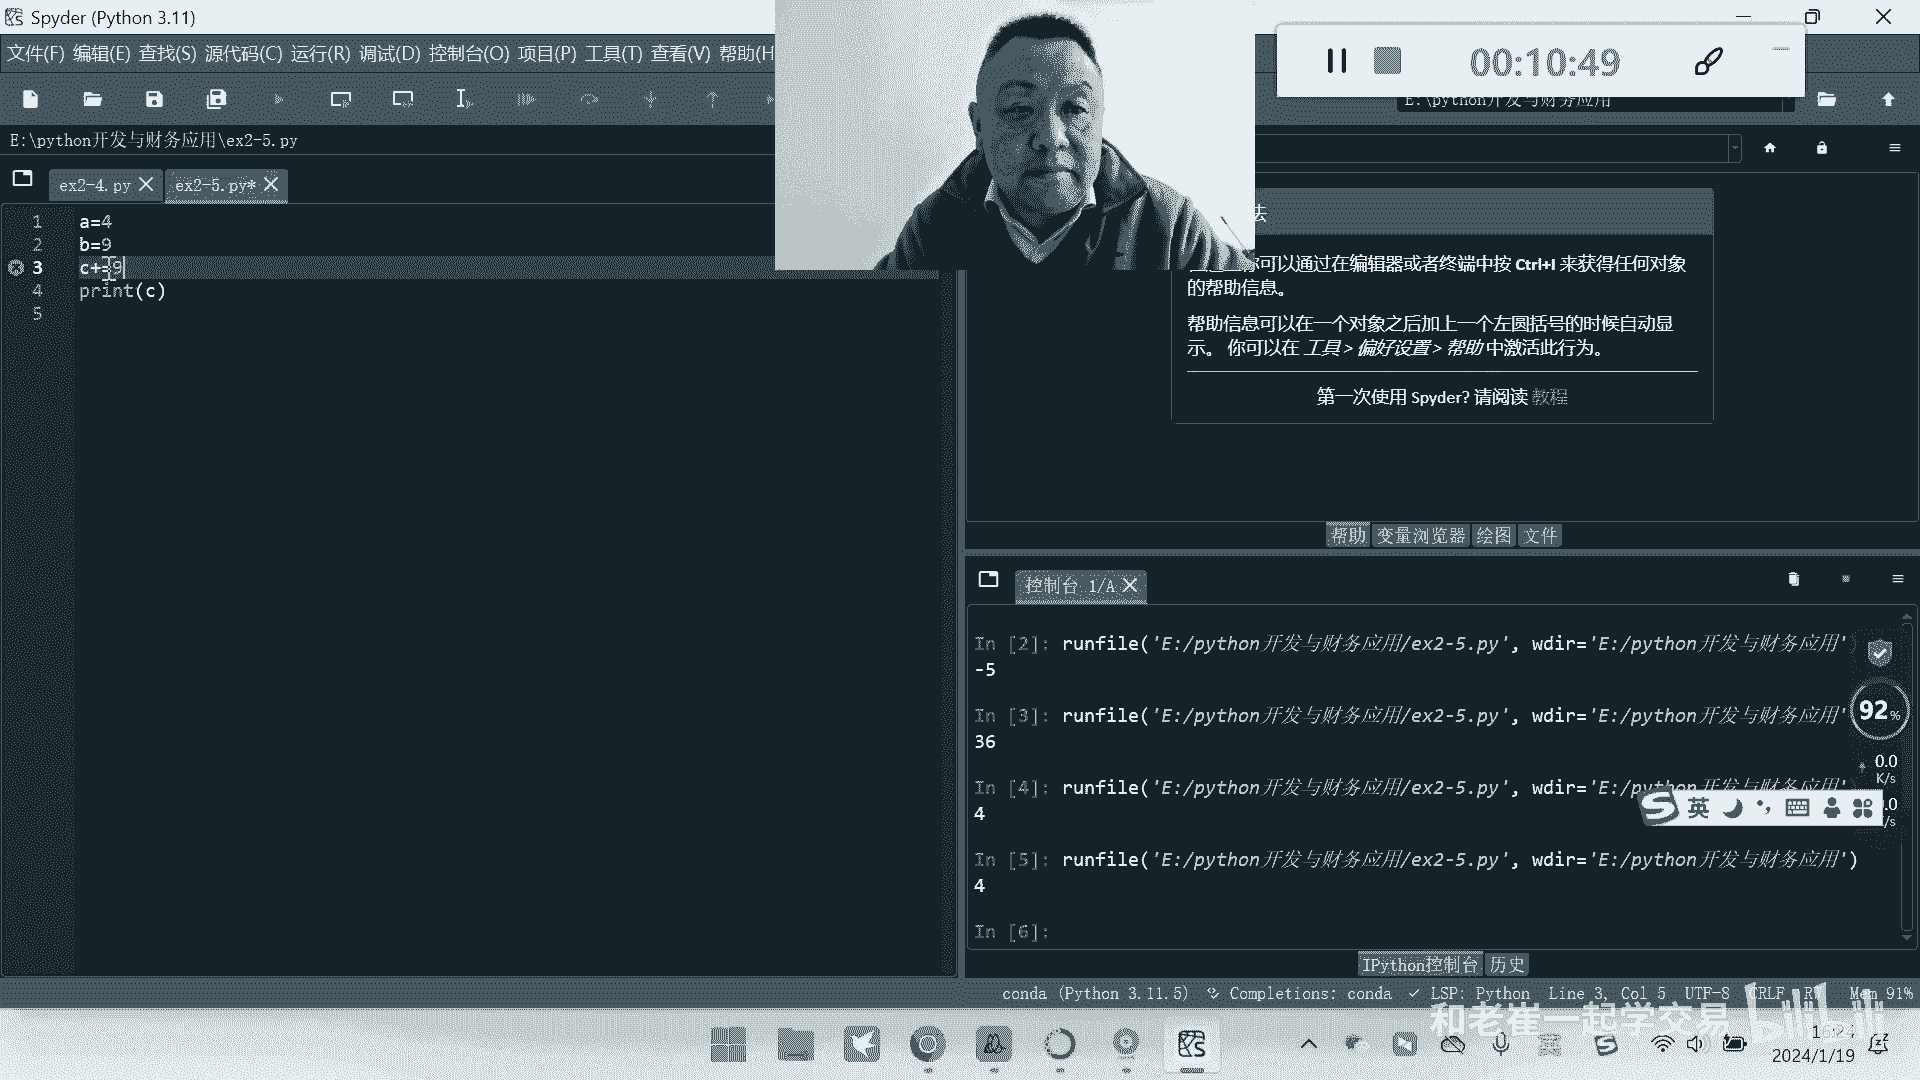 Spyder (Python 3.11)
文件(F) 编辑(E) 查找(S) 源代码(C) 运行(R) 调试(D) 控制台(O) 项目(P) 工具(T) 查看(V) 帮助(H
00:10:49
E:\python开发与财务应用
E:\python开发与财务应用\ex2-5.py
ex2-4.py
ex2-5.py*
1 a=4
2 b=9
3 c+=9
4 print(c)
5
法
你可以通过在编辑器或者终端中按 Ctrl+I 来获得任何对象
的帮助信息。
帮助信息可以在一个对象之后加上一个左圆括号的时候自动显
示。 你可以在 工具 > 偏好设置 > 帮助 中激活此行为。
第一次使用 Spyder? 请阅读 教程
帮助 变量浏览器 绘图 文件
控制台 1/A
In [2]: runfile('E:/python开发与财务应用/ex2-5.py', wdir='E:/python开发与财务应用')
-5
In [3]: runfile('E:/python开发与财务应用/ex2-5.py', wdir='E:/python开发与财务应用'
36
In [4]: runfile('E:/python开发与财务应用/ex2-5.py', wdir='E:/python开发与财务应用'
4
In [5]: runfile('E:/python开发与财务应用/ex2-5.py', wdir='E:/python开发与财务应用')
4
In [6]:
92%
0.0
K/s
英
IPython控制台 历史
conda (Python 3.11.5) Completions: conda LSP: Python Line 3, Col 5 UTF-8 CRLF RW Mem 91%
和老崔一起学交易 bilibili
16:24
2024/1/19